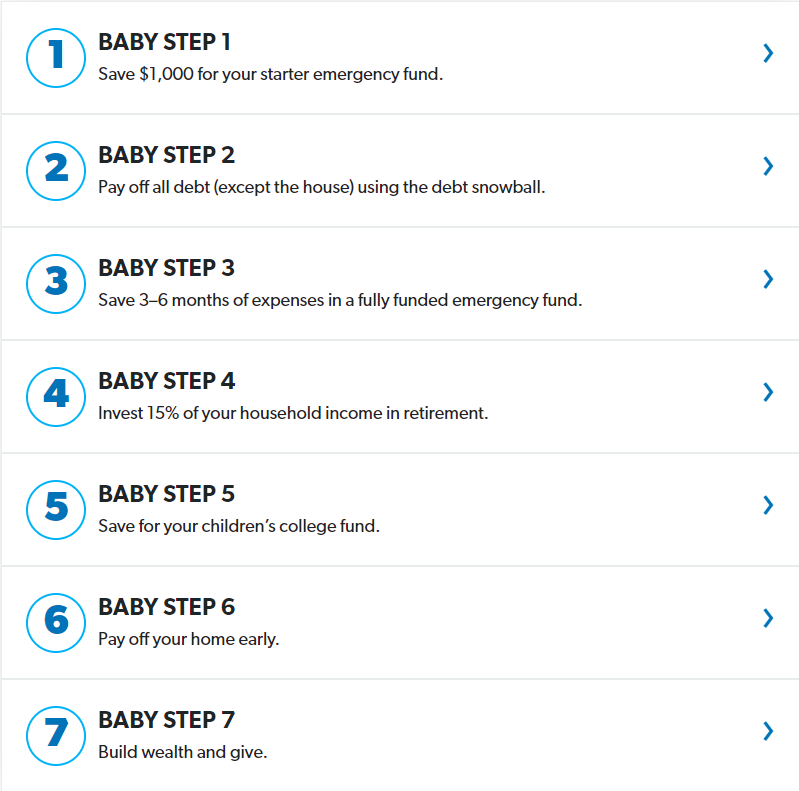 1
BABY STEP 1
Save $1,000 for your starter emergency fund.
2
BABY STEP 2
Pay off all debt (except the house) using the debt snowball.
3
BABY STEP 3
Save 3–6 months of expenses in a fully funded emergency fund.
4
BABY STEP 4
Invest 15% of your household income in retirement.
5
BABY STEP 5
Save for your children’s college fund.
6
BABY STEP 6
Pay off your home early.
7
BABY STEP 7
Build wealth and give.